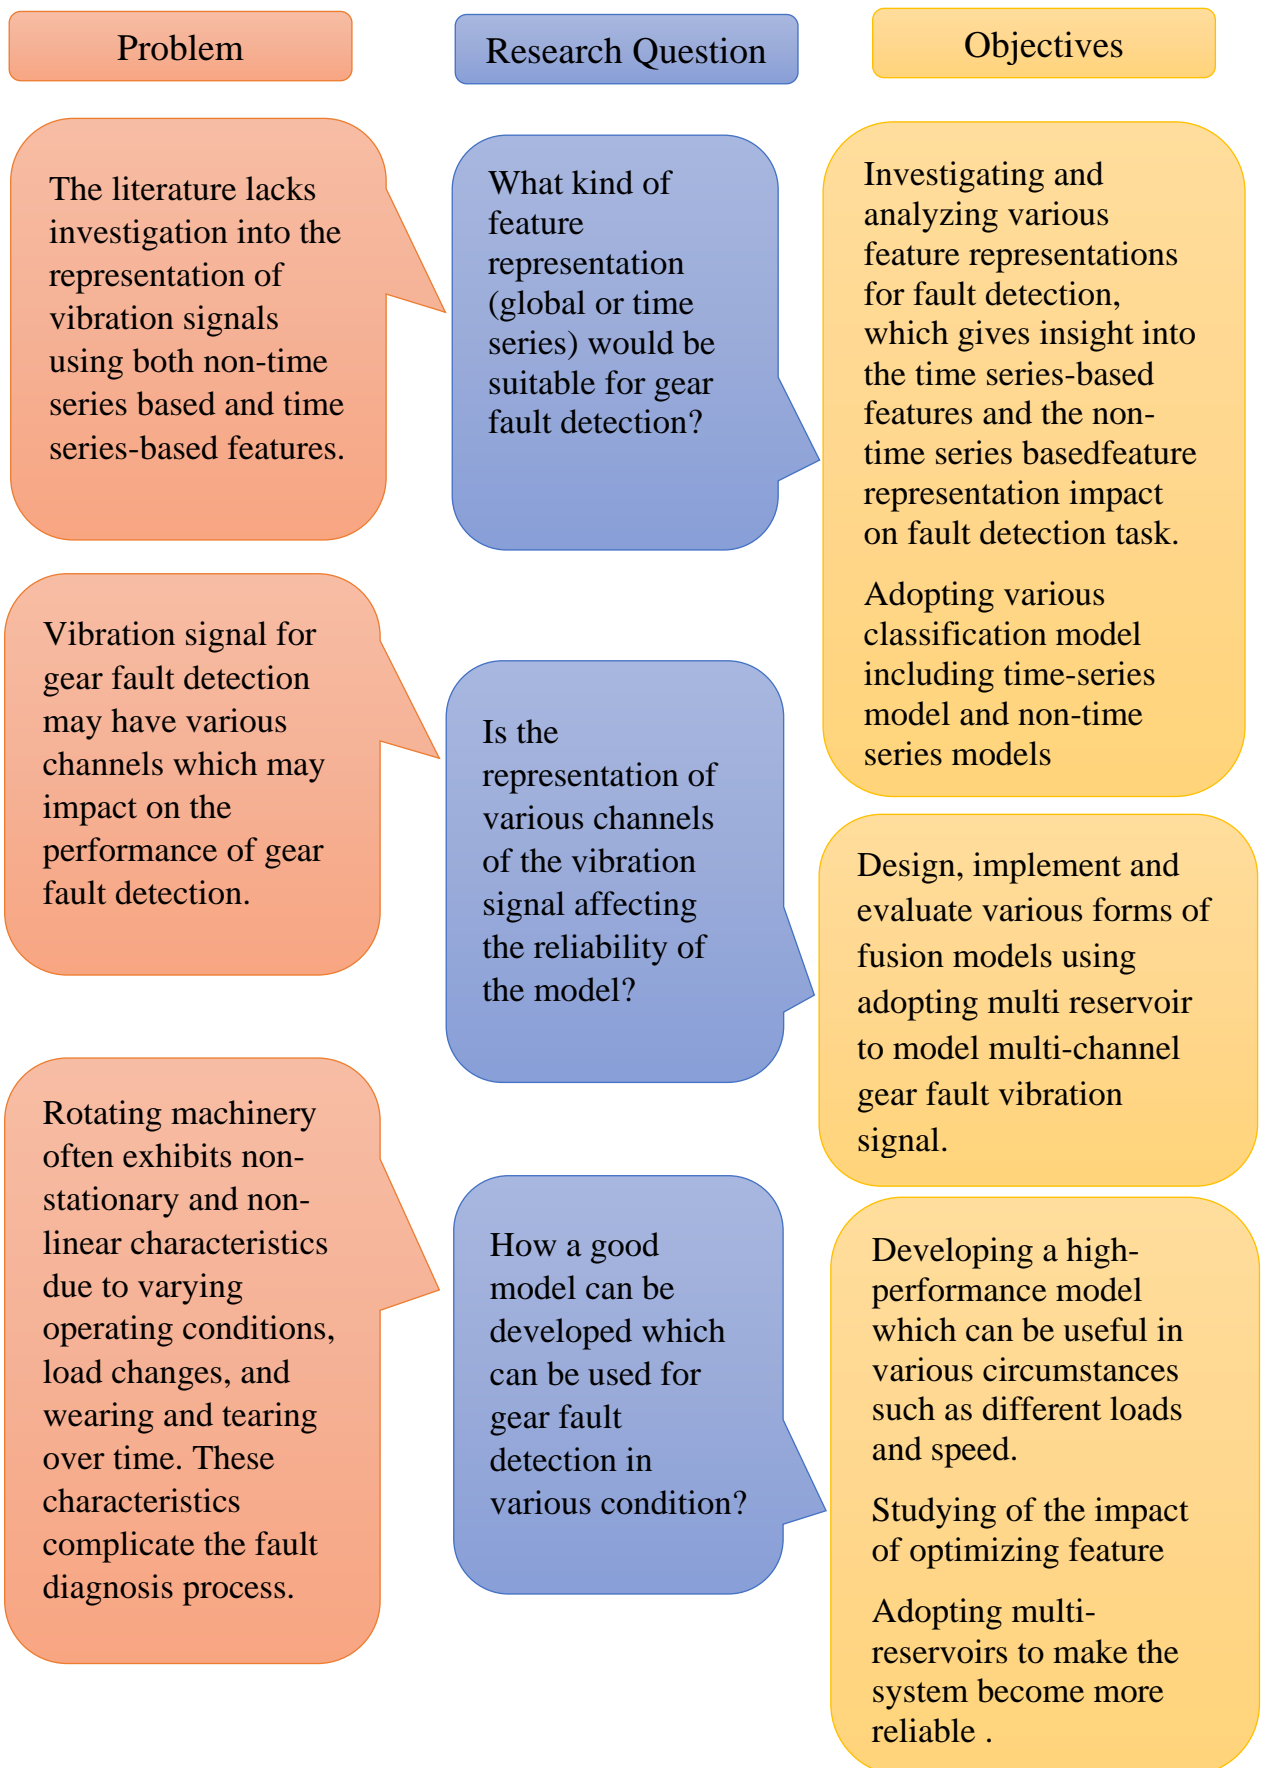 Problem
Research Question
Objectives
The literature lacks
investigation into the
representation of
vibration signals
using both non-time
series based and time
series-based features.
What kind of
feature
representation
(global or time
series) would be
suitable for gear
fault detection?
Investigating and
analyzing various
feature representations
for fault detection,
which gives insight into
the time series-based
features and the non-
time series basedfeature
representation impact
on fault detection task.
Adopting various
classification model
including time-series
model and non-time
series models
Vibration signal for
gear fault detection
may have various
channels which may
impact on the
performance of gear
fault detection.
Is the
representation of
various channels
of the vibration
signal affecting
the reliability of
the model?
Design, implement and
evaluate various forms of
fusion models using
adopting multi reservoir
to model multi-channel
gear fault vibration
signal.
Rotating machinery
often exhibits non-
stationary and non-
linear characteristics
due to varying
operating conditions,
load changes, and
wearing and tearing
over time. These
characteristics
complicate the fault
diagnosis process.
How a good
model can be
developed which
can be used for
gear fault
detection in
various condition?
Developing a high-
performance model
which can be useful in
various circumstances
such as different loads
and speed.
Studying of the impact
of optimizing feature
Adopting multi-
reservoirs to make the
system become more
reliable .